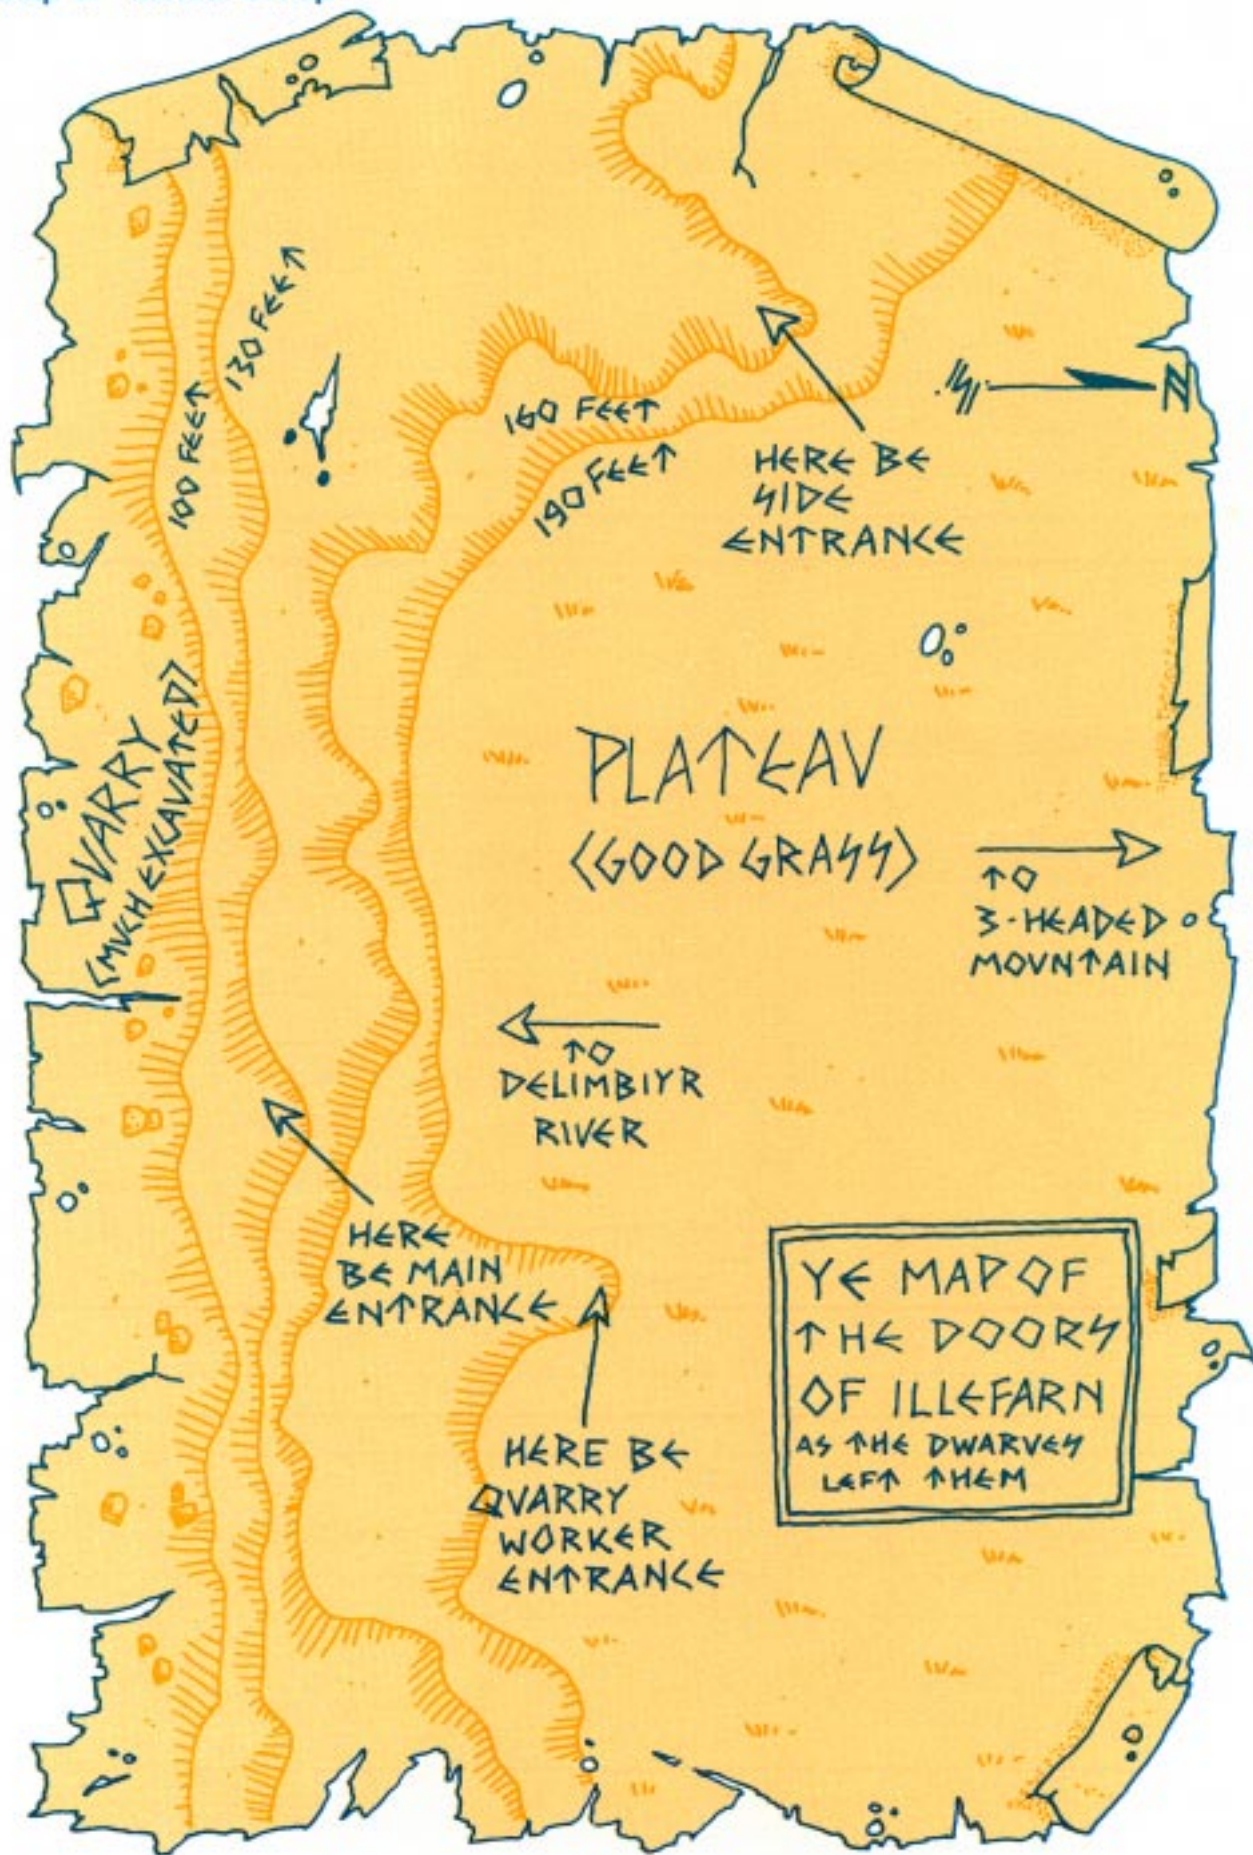 130 FEET
100 FEET
160 FEET
190 FEET
HERE BE
SIDE
ENTRANCE
N
QVARRY
(MVCH EXCAVATED)
PLATEAV
(GOOD GRASS)
TO
3-HEADED
MOVNTAIN
TO
DELIMBIYR
RIVER
HERE
BE MAIN
ENTRANCE
HERE BE
QVARRY
WORKER
ENTRANCE
YE MAP OF
THE DOORS
OF ILLEFARN
AS THE DWARVES
LEFT THEM